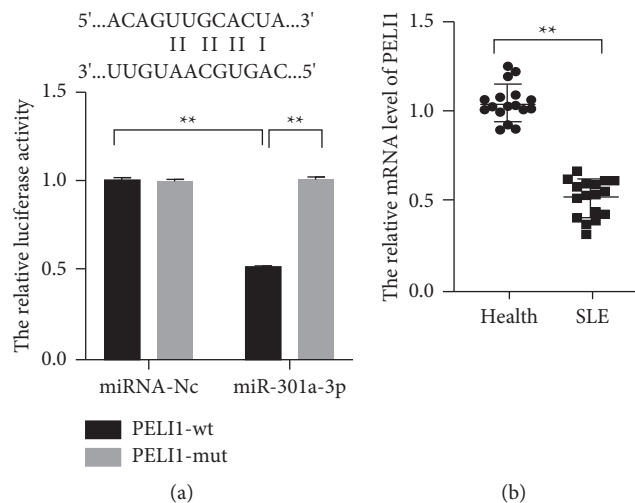 5'...ACAGUUGCACUA...3'
II II II I
3'...UUGUAACGUGAC...5'
The relative luciferase activity
1.5
1.0
0.5
0.0
**
**
miRNA-Nc
miR-301a-3p
PELI1-wt
PELI1-mut
(a)
The relative mRNA level of PELI1
1.5
1.0
0.5
0.0
**
Health
SLE
(b)